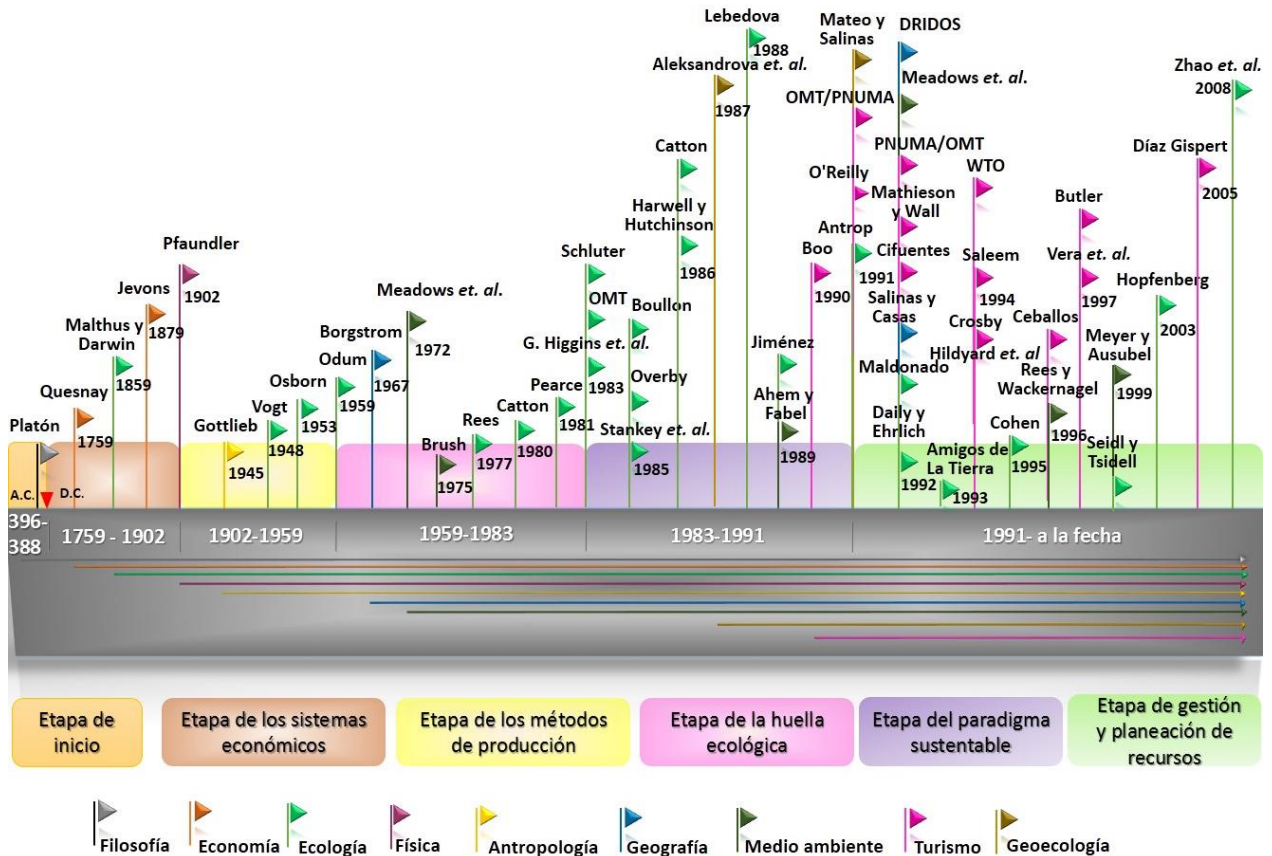 Platón
A.C.
D.C.
Quesnay
1759
Malthus y
Darwin
1859
Jevons
1879
Pfaundler
1902
Gottlieb
1945
Vogt
1948
Osborn
1953
Odum
1959
Borgstrom
1967
Meadows et. al.
1972
Brush
1975
Rees
1977
Catton
1980
Pearce
1981
Schluter
OMT
G. Higgins et. al.
1983
Boullon
Overby
Stankey et. al.
1985
Catton
Harwell y
Hutchinson
1986
Aleksandrova et. al.
1987
Lebedova
1988
Jiménez
Ahem y
Fabel
1989
Boo
1990
Mateo y
Salinas
OMT/PNUMA
O'Reilly
Antrop
1991
DRIDOS
Meadows et. al.
PNUMA/OMT
Mathieson
y Wall
Cifuentes
Salinas y
Casas
Maldonado
Daily y
Ehrlich
1992
Amigos de
La Tierra
1993
WTO
Saleem
1994
Crosby
Hildyard et. al
Cohen
1995
Ceballos
Rees y
Wackernagel
1996
Butler
Vera et. al.
1997
Meyer y
Ausubel
1999
Seidl y
Tsidell
Hopfenberg
2003
Díaz Gispert
2005
Zhao et. al.
2008
396-
388
1759 - 1902
1902-1959
1959-1983
1983-1991
1991- a la fecha
Etapa de
inicio
Etapa de los sistemas
económicos
Etapa de los métodos
de producción
Etapa de la huella
ecológica
Etapa del paradigma
sustentable
Etapa de gestión
y planeación de
recursos
Filosofía
Economía
Ecología
Física
Antropología
Geografía
Medio ambiente
Turismo
Geoecología